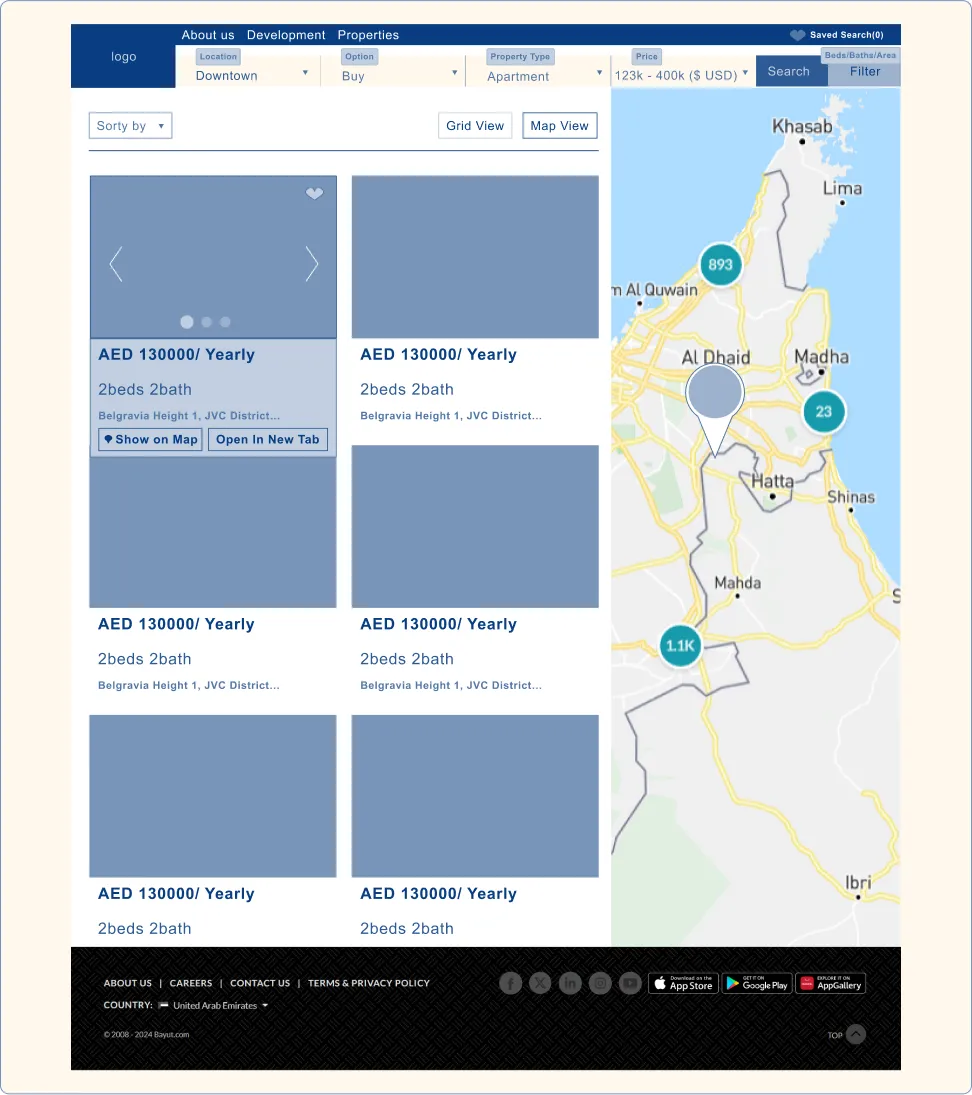 logo
About us Development Properties
Saved Search(0)
Location
Downtown
Option
Buy
Property Type
Apartment
Price
123k - 400k ($ USD)
Search
Beds/Baths/Area
Filter
Sorty by
Grid View
Map View
AED 130000/ Yearly
2beds 2bath
Belgravia Height 1, JVC District...
Show on Map
Open In New Tab
AED 130000/ Yearly
2beds 2bath
Belgravia Height 1, JVC District...
AED 130000/ Yearly
2beds 2bath
Belgravia Height 1, JVC District...
AED 130000/ Yearly
2beds 2bath
Belgravia Height 1, JVC District...
AED 130000/ Yearly
2beds 2bath
AED 130000/ Yearly
2beds 2bath
Khasab
Lima
893
m Al Quwain
Al Dhaid
Madha
23
Hatta
Shinas
Mahda
S
1.1K
Ibri
ABOUT US | CAREERS | CONTACT US | TERMS & PRIVACY POLICY
COUNTRY: United Arab Emirates
© 2008 - 2024 Bayut.com
Download on the
App Store
GET IT ON
Google Play
EXPLORE IT ON
AppGallery
TOP